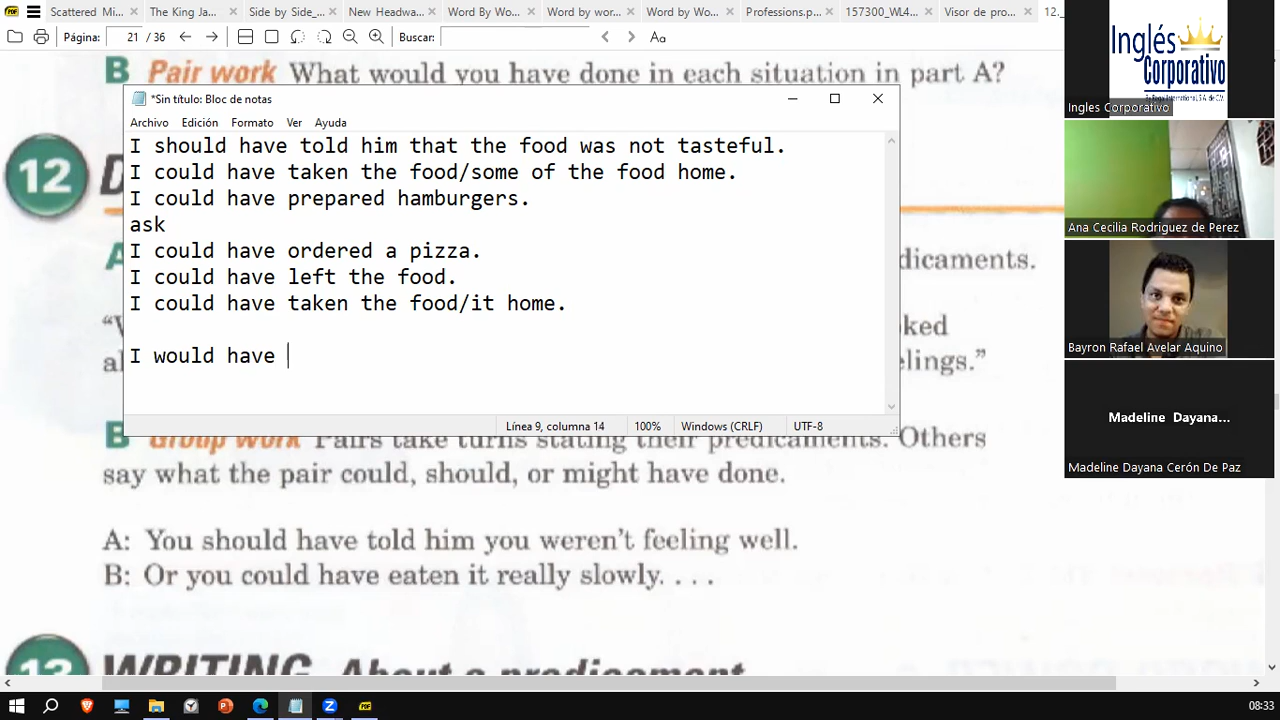 Scattered Mi...
The King Ja...
Side by Side_...
New Headwa...
Word By Wo...
Word by wor...
Word by Wo...
Professions.p...
157300_WL4...
Visor de pro...
12._
Página: 21 / 36 Buscar: Aa
B Pair work What would you have done in each situation in part A?
*Sin título: Bloc de notas
Archivo Edición Formato Ver Ayuda
I should have told him that the food was not tasteful.
I could have taken the food/some of the food home.
I could have prepared hamburgers.
ask
I could have ordered a pizza.
I could have left the food.
I could have taken the food/it home.
I would have
Línea 9, columna 14 100% Windows (CRLF) UTF-8
12 D
A dicaments.
"V oked
al elings."
B Group work Pairs take turns stating their predicaments. Others
say what the pair could, should, or might have done.
A: You should have told him you weren't feeling well.
B: Or you could have eaten it really slowly. . . .
13 WRITING About a predicament
Inglés
Corporativo
Ingles Corporativo
Ana Cecilia Rodriguez de Perez
Bayron Rafael Avelar Aquino
Madeline Dayana...
Madeline Dayana Cerón De Paz
08:33